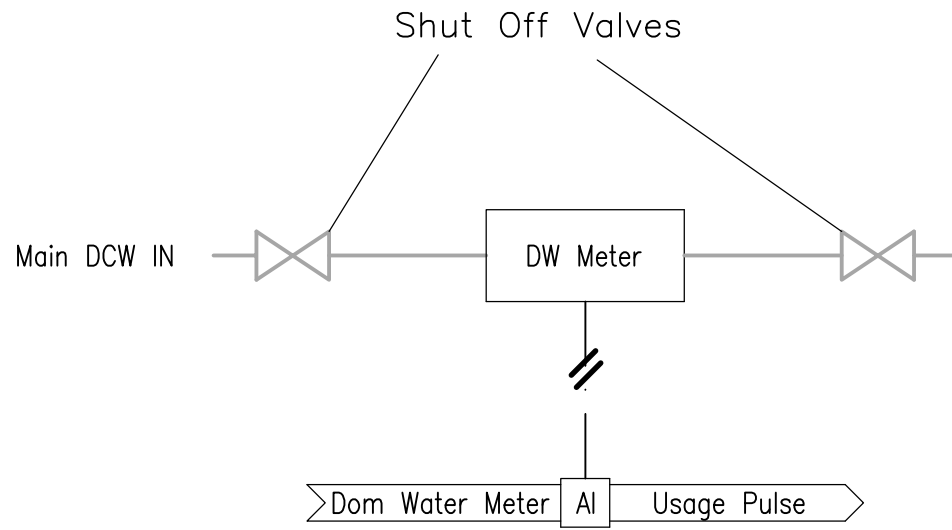 Shut Off Valves
Main DCW IN
DW Meter
Dom Water Meter AI Usage Pulse